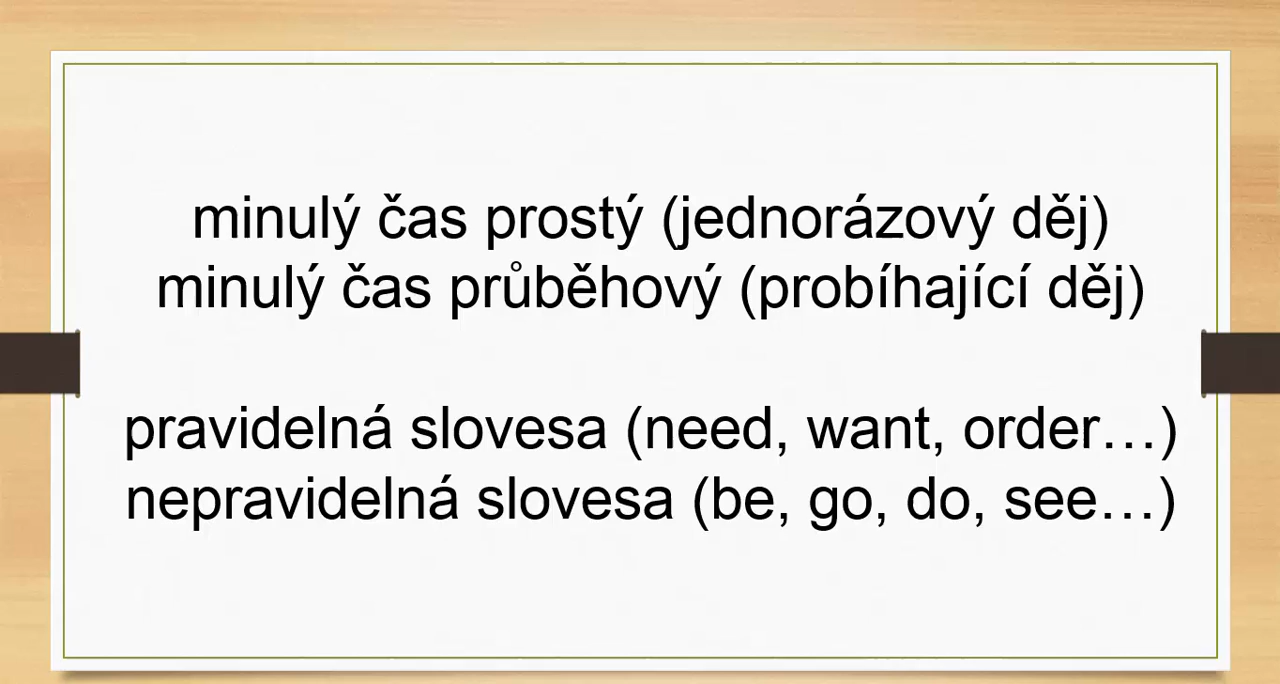 minulý čas prostý (jednorázový děj)
minulý čas průběhový (probíhající děj)
pravidelná slovesa (need, want, order…)
nepravidelná slovesa (be, go, do, see…)